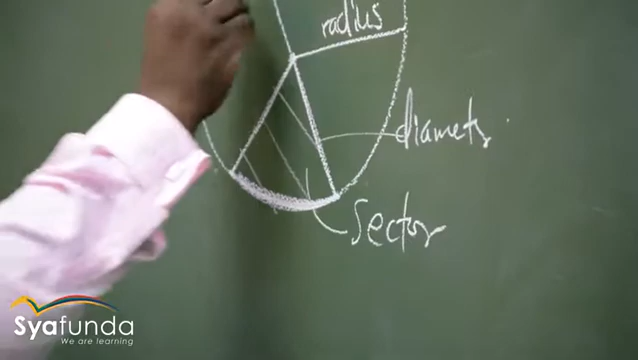 radius
diameter
Sector
Syafunda
We are learning